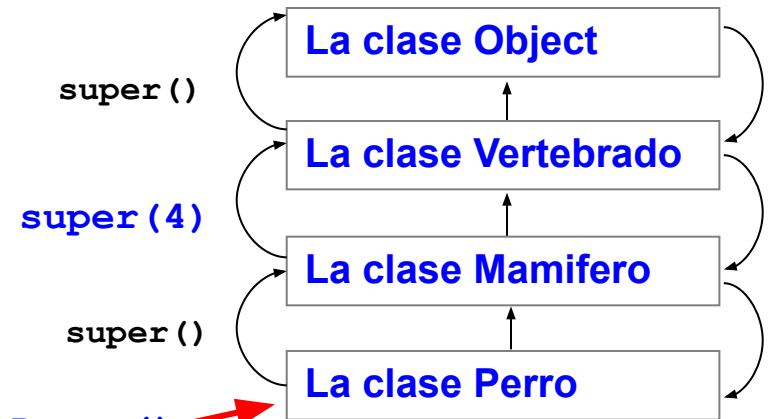 La clase Object
super()
La clase Vertebrado
super(4)
La clase Mamifero
super()
La clase Perro